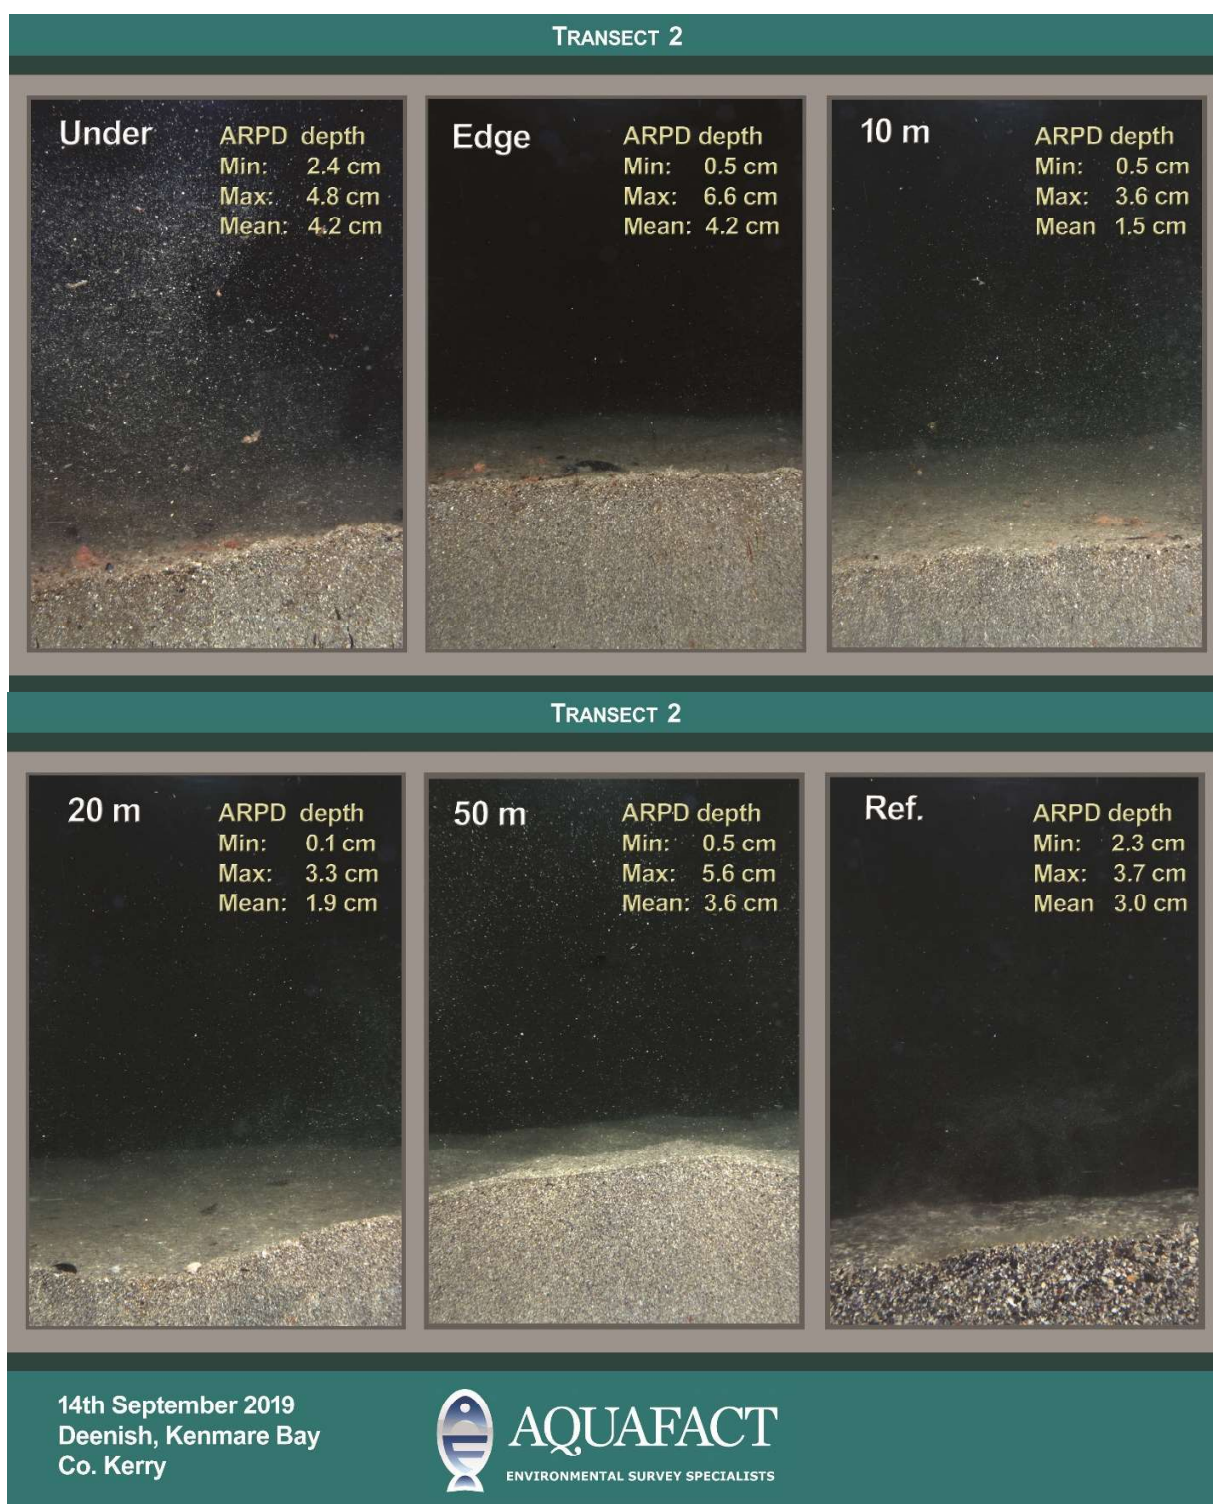 TRANSECT 2
Under
ARPD depth
Min: 2.4 cm
Max: 4.8 cm
Mean: 4.2 cm
Edge
ARPD depth
Min: 0.5 cm
Max: 6.6 cm
Mean: 4.2 cm
10 m
ARPD depth
Min: 0.5 cm
Max: 3.6 cm
Mean 1.5 cm
TRANSECT 2
20 m
ARPD depth
Min: 0.1 cm
Max: 3.3 cm
Mean: 1.9 cm
50 m
ARPD depth
Min: 0.5 cm
Max: 5.6 cm
Mean: 3.6 cm
Ref.
ARPD depth
Min: 2.3 cm
Max: 3.7 cm
Mean 3.0 cm
14th September 2019
Deenish, Kenmare Bay
Co. Kerry
AQUAFACT
ENVIRONMENTAL SURVEY SPECIALISTS